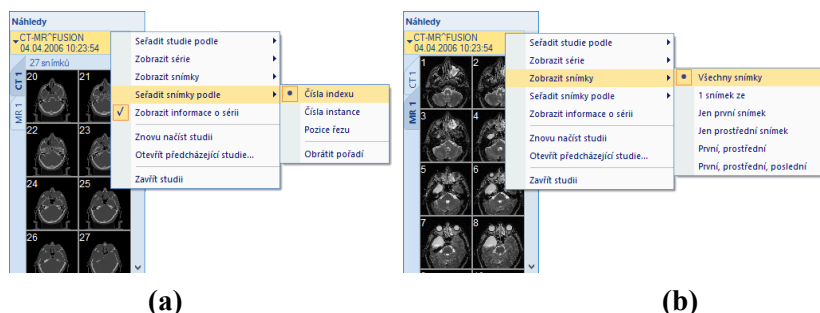 Náhledy
CT-MR^FUSION
04.04.2006 10:23:54
27 snímků
CT 1
MR 1
20
21
22
23
24
25
26
27
Seřadit studie podle
Zobrazit série
Zobrazit snímky
Seřadit snímky podle
Zobrazit informace o sérii
Znovu načíst studii
Otevřít předcházející studie...
Zavřít studii
Čísla indexu
Čísla instance
Pozice řezu
Obrátit pořadí
(a)
Náhledy
CT-MR^FUSION
04.04.2006 10:23:54
CT 1
MR 1
1
2
3
4
5
6
7
8
Seřadit studie podle
Zobrazit série
Zobrazit snímky
Seřadit snímky podle
Zobrazit informace o sérii
Znovu načíst studii
Otevřít předcházející studie...
Zavřít studii
Všechny snímky
1 snímek ze
Jen první snímek
Jen prostřední snímek
První, prostřední
První, prostřední, poslední
(b)